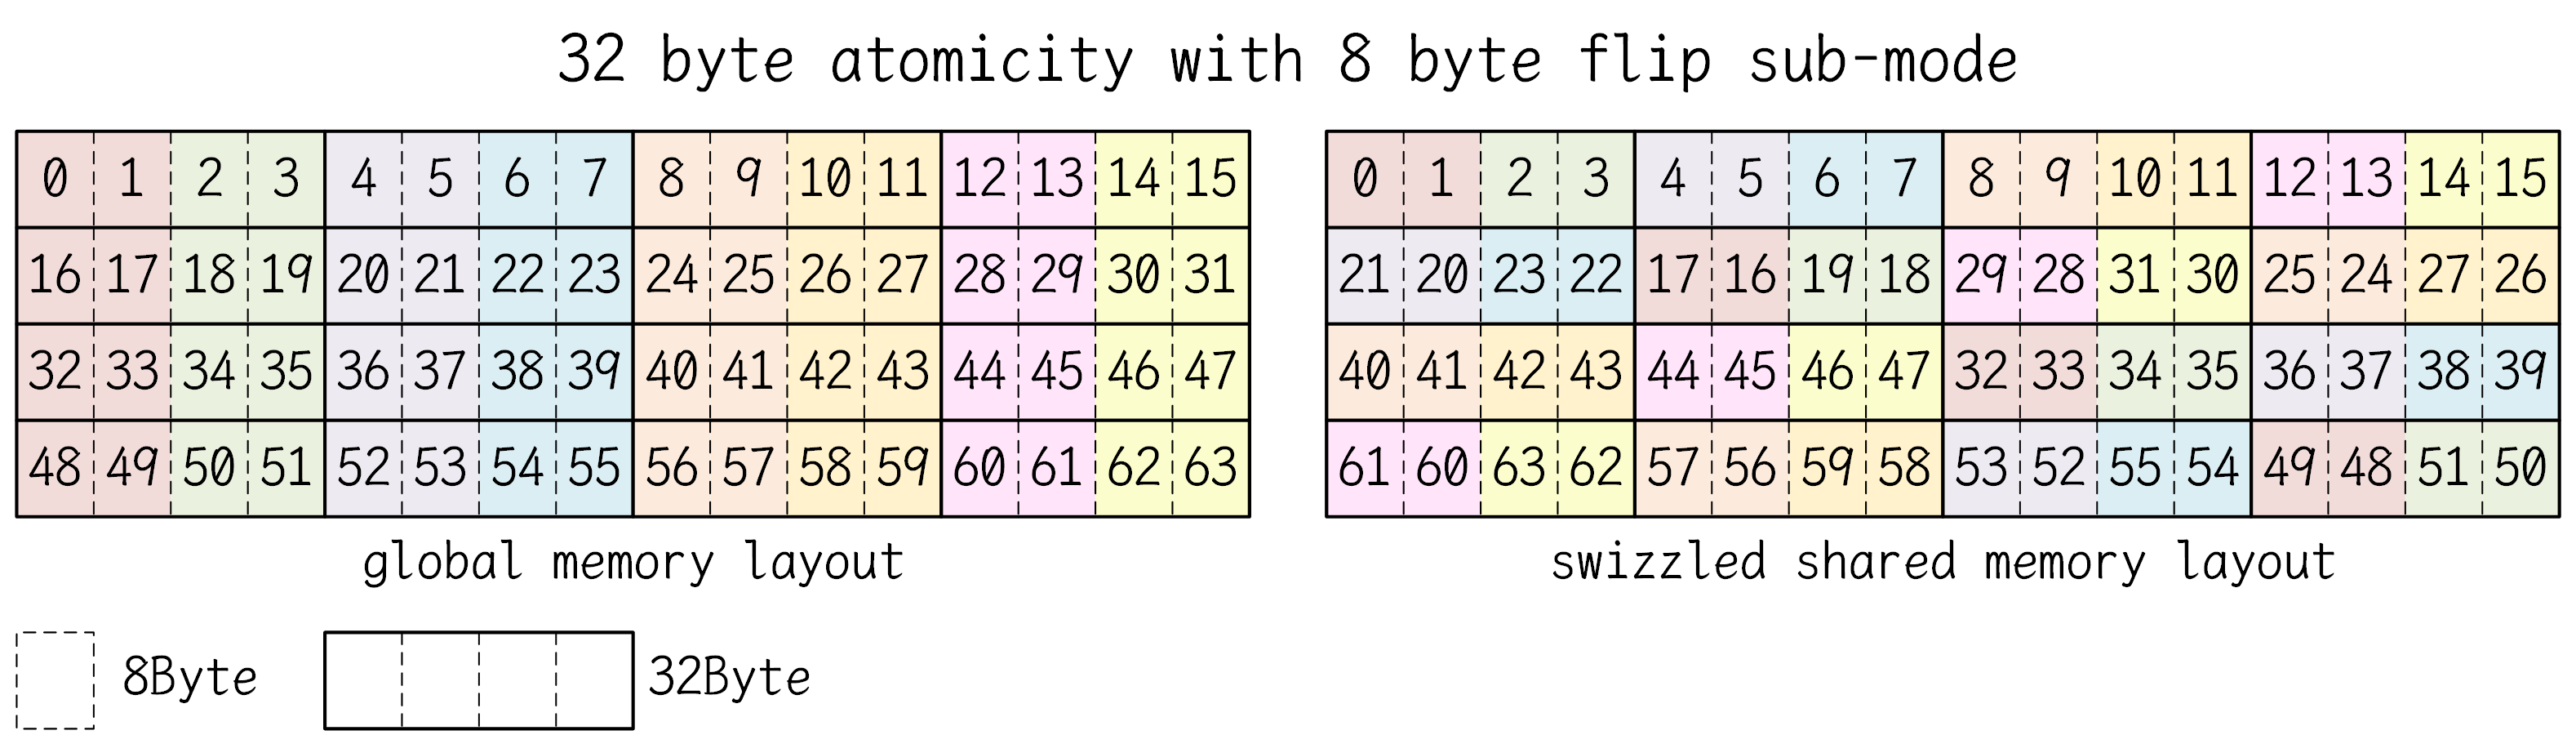 32 byte atomicity with 8 byte flip sub-mode
0 1 2 3 4 5 6 7 8 9 10 11 12 13 14 15
16 17 18 19 20 21 22 23 24 25 26 27 28 29 30 31
32 33 34 35 36 37 38 39 40 41 42 43 44 45 46 47
48 49 50 51 52 53 54 55 56 57 58 59 60 61 62 63
global memory layout
0 1 2 3 4 5 6 7 8 9 10 11 12 13 14 15
21 20 23 22 17 16 19 18 29 28 31 30 25 24 27 26
40 41 42 43 44 45 46 47 32 33 34 35 36 37 38 39
61 60 63 62 57 56 59 58 53 52 55 54 49 48 51 50
swizzled shared memory layout
8Byte
32Byte